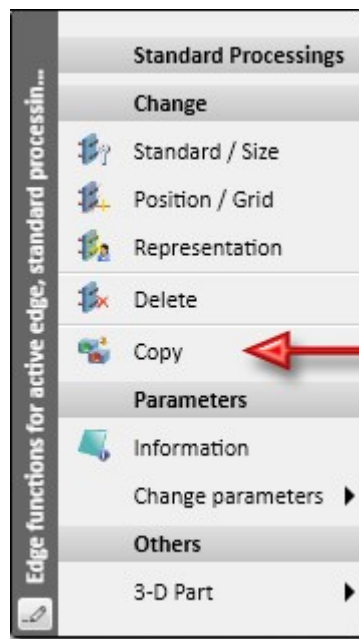 Edge functions for active edge, standard processin...
Standard Processings
Change
Standard / Size
Position / Grid
Representation
Delete
Copy
Parameters
Information
Change parameters
Others
3-D Part